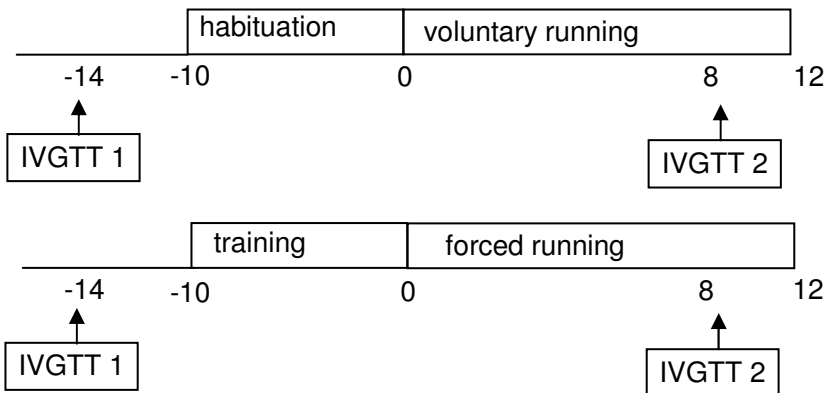 habituation voluntary running
-14 -10 0 8 12
IVGTT 1 IVGTT 2
training forced running
-14 -10 0 8 12
IVGTT 1 IVGTT 2